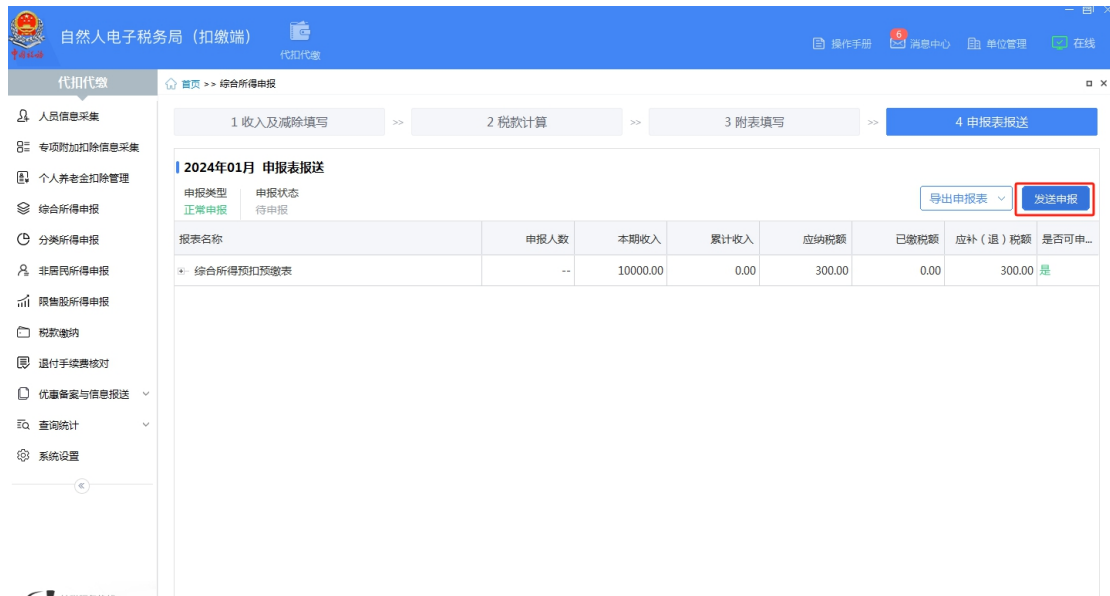 自然人电子税务局（扣缴端）
代扣代缴
操作手册
6
消息中心
单位管理
在线
代扣代缴
首页 >> 综合所得申报
人员信息采集
专项附加扣除信息采集
个人养老金扣除管理
综合所得申报
分类所得申报
非居民所得申报
限售股所得申报
税款缴纳
退付手续费核对
优惠备案与信息报送
查询统计
系统设置
1 收入及减除填写 >> 2 税款计算 >> 3 附表填写 >> 4 申报表报送
2024年01月 申报表报送
申报类型 申报状态
正常申报 待申报
导出申报表 发送申报
报表名称 申报人数 本期收入 累计收入 应纳税额 已缴税额 应补（退）税额 是否可申...
综合所得预扣预缴表 -- 10000.00 0.00 300.00 0.00 300.00 是